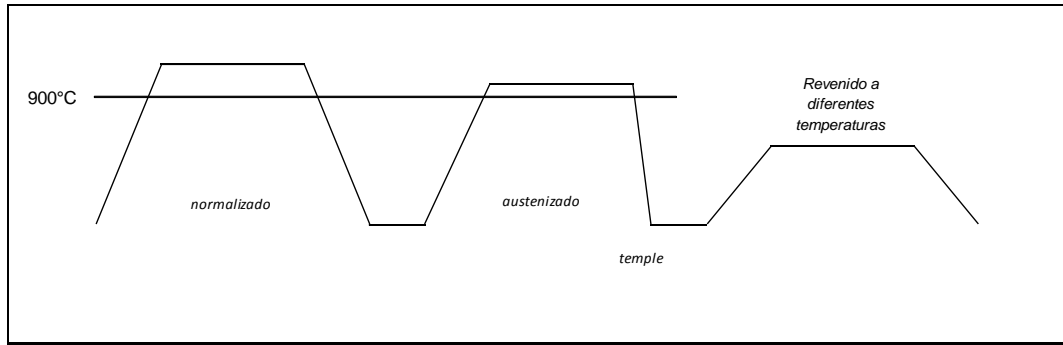 900°C
Revenido a
diferentes
temperaturas
normalizado
austenizado
temple